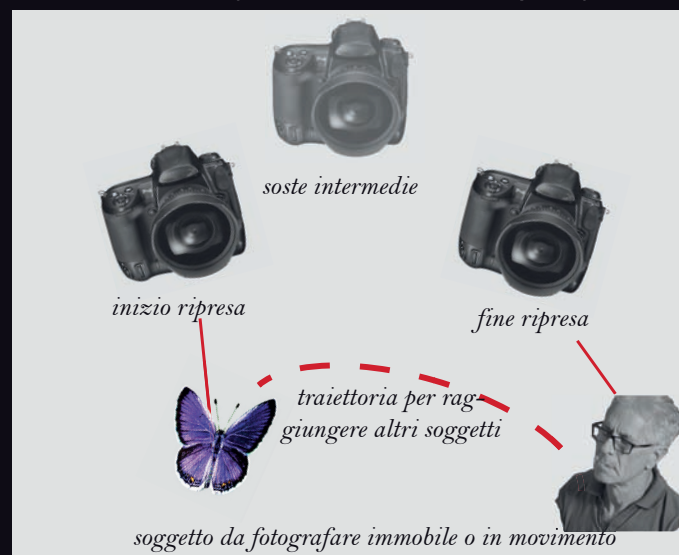 soste intermedie
inizio ripresa
fine ripresa
traiettoria per rag-
giungere altri soggetti
soggetto da fotografare immobile o in movimento